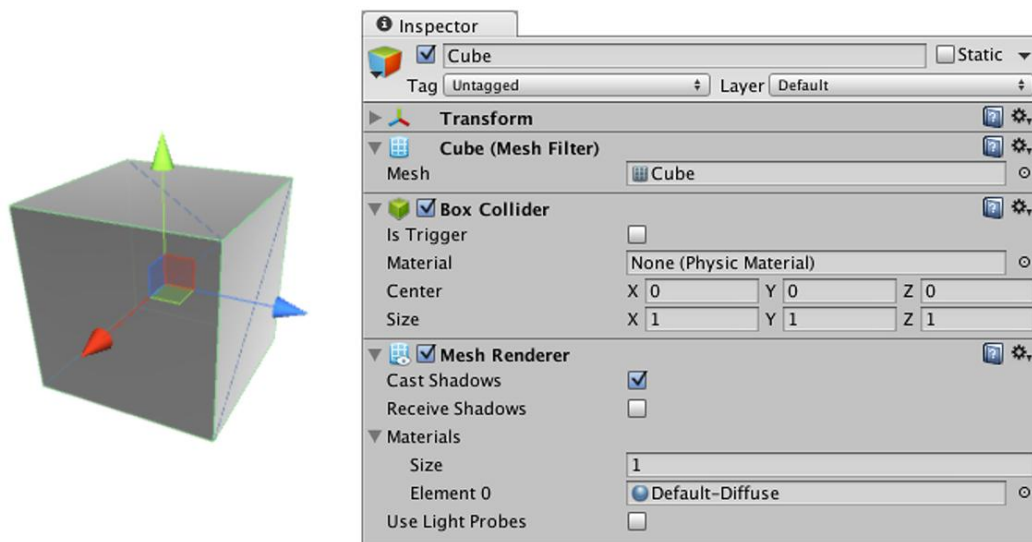 Inspector
Cube Static
Tag Untagged Layer Default
Transform
Cube (Mesh Filter)
Mesh Cube
Box Collider
Is Trigger
Material None (Physic Material)
Center X 0 Y 0 Z 0
Size X 1 Y 1 Z 1
Mesh Renderer
Cast Shadows
Receive Shadows
Materials
Size 1
Element 0 Default-Diffuse
Use Light Probes